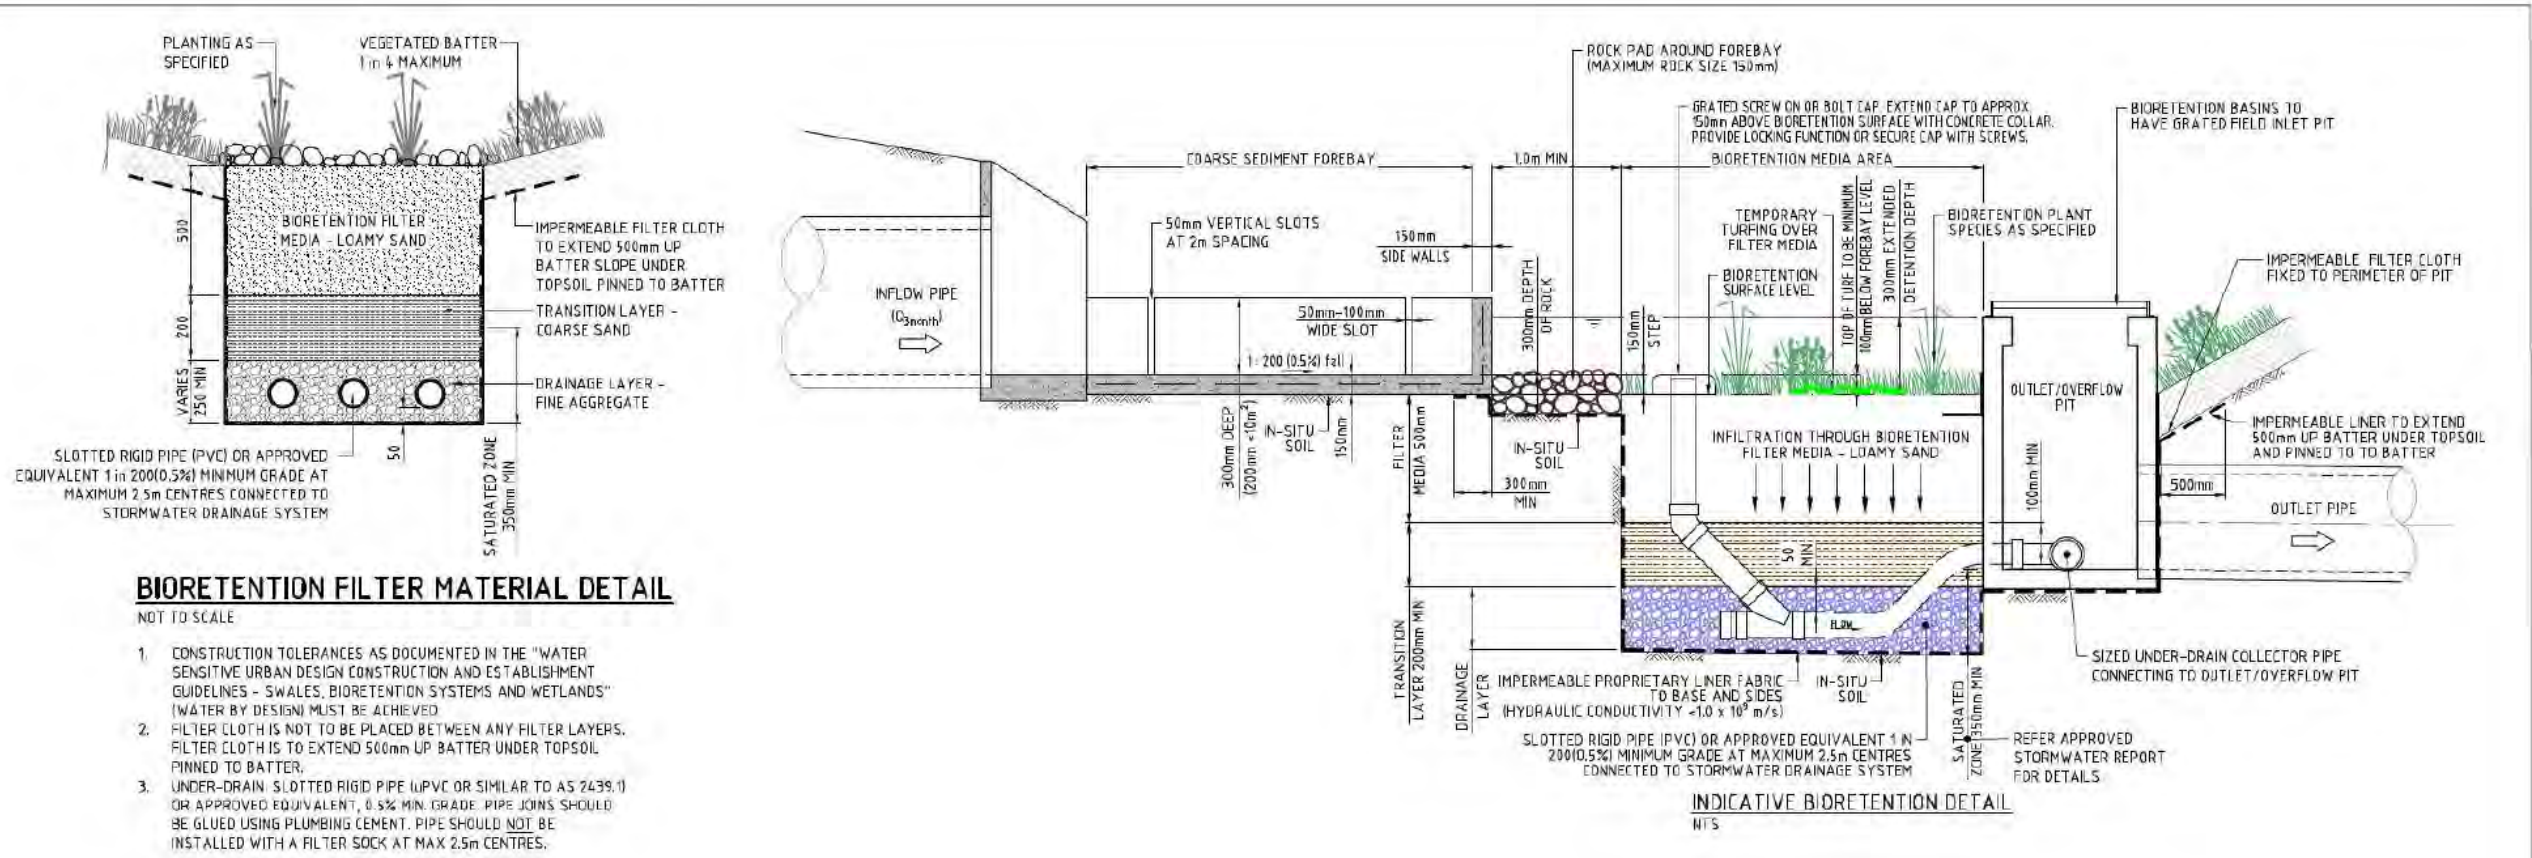 PLANTING AS
SPECIFIED
VEGETATED BATTER
1 in 4 MAXIMUM
500
BIORETENTION FILTER
MEDIA - LOAMY SAND
200
VARIES
250 MIN
50
IMPERMEABLE FILTER CLOTH
TO EXTEND 500mm UP
BATTER SLOPE UNDER
TOPSOIL PINNED TO BATTER
TRANSITION LAYER -
COARSE SAND
DRAINAGE LAYER -
FINE AGGREGATE
SATURATED ZONE
350mm MIN
SLOTTED RIGID PIPE (PVC) OR APPROVED
EQUIVALENT 1 in 200(0.5%) MINIMUM GRADE AT
MAXIMUM 2.5m CENTRES CONNECTED TO
STORMWATER DRAINAGE SYSTEM
BIORETENTION FILTER MATERIAL DETAIL
NOT TO SCALE
1. CONSTRUCTION TOLERANCES AS DOCUMENTED IN THE "WATER
SENSITIVE URBAN DESIGN CONSTRUCTION AND ESTABLISHMENT
GUIDELINES - SWALES, BIORETENTION SYSTEMS AND WETLANDS"
(WATER BY DESIGN) MUST BE ACHIEVED
2. FILTER CLOTH IS NOT TO BE PLACED BETWEEN ANY FILTER LAYERS.
FILTER CLOTH IS TO EXTEND 500mm UP BATTER UNDER TOPSOIL
PINNED TO BATTER.
3. UNDER-DRAIN: SLOTTED RIGID PIPE (uPVC OR SIMILAR TO AS 2439.1)
OR APPROVED EQUIVALENT, 0.5% MIN. GRADE. PIPE JOINS SHOULD
BE GLUED USING PLUMBING CEMENT. PIPE SHOULD NOT BE
INSTALLED WITH A FILTER SOCK AT MAX 2.5m CENTRES.
ROCK PAD AROUND FOREBAY
(MAXIMUM ROCK SIZE 150mm)
GRATED SCREW ON OR BOLT CAP. EXTEND CAP TO APPROX.
150mm ABOVE BIORETENTION SURFACE WITH CONCRETE COLLAR.
PROVIDE LOCKING FUNCTION OR SECURE CAP WITH SCREWS.
BIORETENTION BASINS TO
HAVE GRATED FIELD INLET PIT
COARSE SEDIMENT FOREBAY
1.0m MIN
BIORETENTION MEDIA AREA
50mm VERTICAL SLOTS
AT 2m SPACING
150mm
SIDE WALLS
300mm DEPTH
OF ROCK
150mm
STEP
TEMPORARY
TURFING OVER
FILTER MEDIA
BIORETENTION
SURFACE LEVEL
TOP OF TURF TO BE MINIMUM
100mm BELOW FOREBAY LEVEL
300mm EXTENDED
DETENTION DEPTH
BIORETENTION PLANT
SPECIES AS SPECIFIED
IMPERMEABLE FILTER CLOTH
FIXED TO PERIMETER OF PIT
INFLOW PIPE
(Q3month)
50mm-100mm
WIDE SLOT
1 : 200 (0.5%) fall
300mm DEEP
(200mm <10m²)
IN-SITU
SOIL
150mm
FILTER
MEDIA 500mm
300mm
MIN
IN-SITU
SOIL
INFILTRATION THROUGH BIORETENTION
FILTER MEDIA - LOAMY SAND
OUTLET/OVERFLOW
PIT
100mm MIN
IMPERMEABLE LINER TO EXTEND
500mm UP BATTER UNDER TOPSOIL
AND PINNED TO TO BATTER
500mm
OUTLET PIPE
50
MIN
FLOW
TRANSITION
LAYER 200mm MIN
DRAINAGE
LAYER
IMPERMEABLE PROPRIETARY LINER FABRIC
TO BASE AND SIDES
(HYDRAULIC CONDUCTIVITY <1.0 x 10⁹ m/s)
IN-SITU
SOIL
SATURATED
ZONE 350mm MIN
SIZED UNDER-DRAIN COLLECTOR PIPE
CONNECTING TO OUTLET/OVERFLOW PIT
SLOTTED RIGID PIPE (PVC) OR APPROVED EQUIVALENT 1 IN
200(0.5%) MINIMUM GRADE AT MAXIMUM 2.5m CENTRES
CONNECTED TO STORMWATER DRAINAGE SYSTEM
REFER APPROVED
STORMWATER REPORT
FOR DETAILS
INDICATIVE BIORETENTION DETAIL
NTS